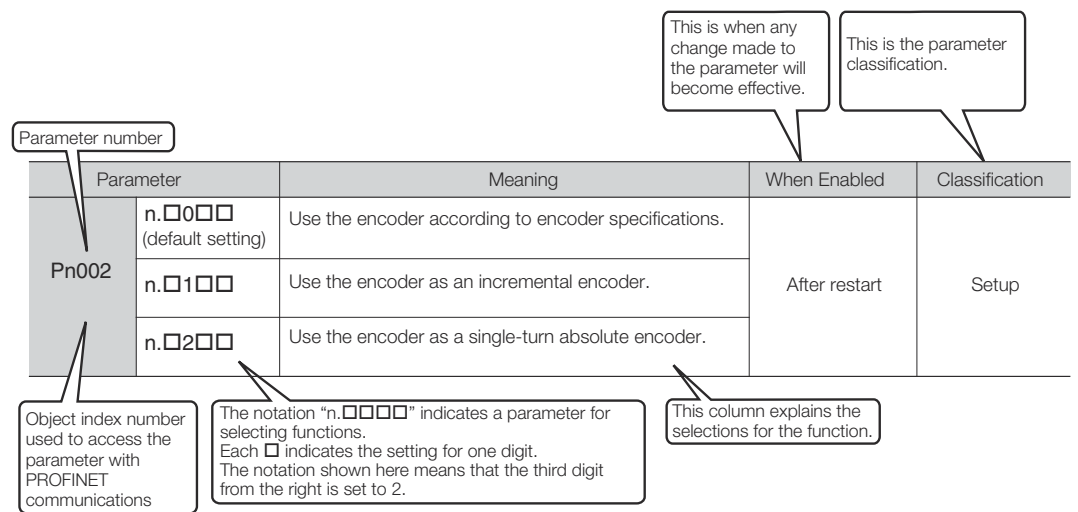 This is when any
change made to
the parameter will
become effective.
This is the parameter
classification.
Parameter number
Parameter Meaning When Enabled Classification
Pn002
n.□0□□
(default setting)
Use the encoder according to encoder specifications.
n.□1□□
Use the encoder as an incremental encoder.
n.□2□□
Use the encoder as a single-turn absolute encoder.
After restart
Setup
Object index number
used to access the
parameter with
PROFINET
communications
The notation “n.□□□□” indicates a parameter for
selecting functions.
Each □ indicates the setting for one digit.
The notation shown here means that the third digit
from the right is set to 2.
This column explains the
selections for the function.